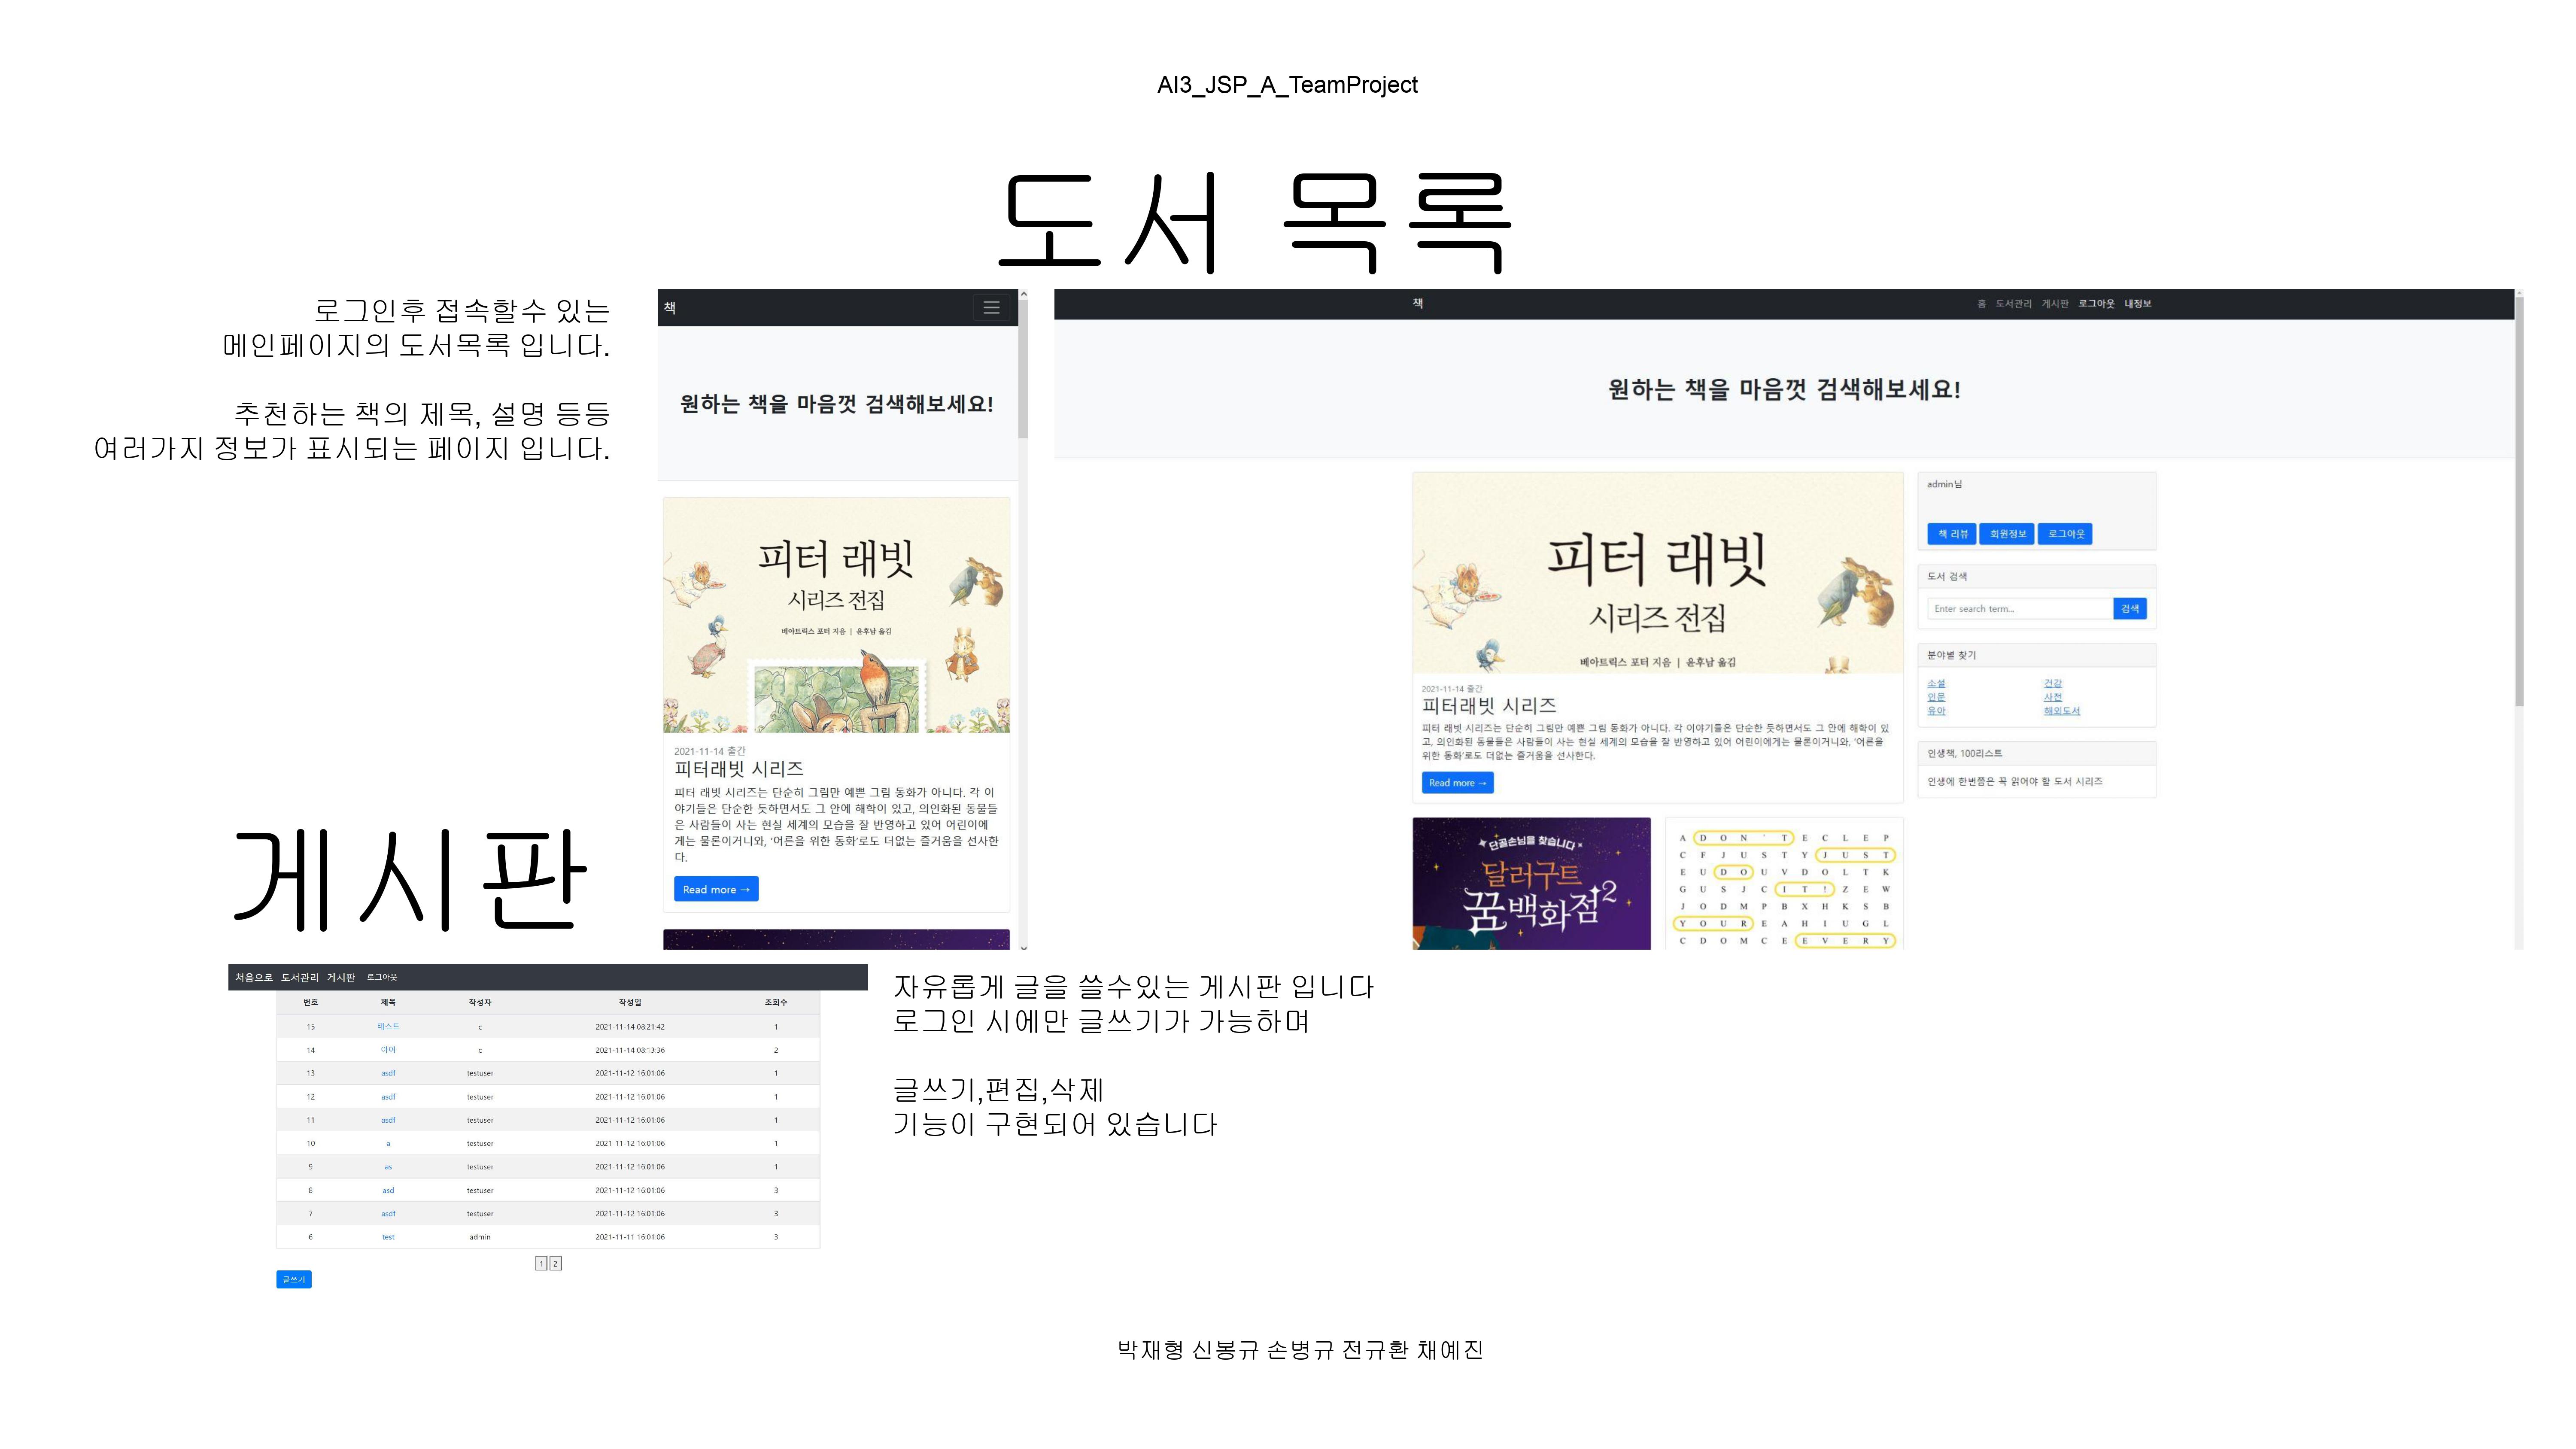 AI3_JSP_A_TeamProject
도서 목록
로그인후 접속할수 있는
메인페이지의 도서목록 입니다.
추천하는 책의 제목, 설명 등등
여러가지 정보가 표시되는 페이지 입니다.
책
원하는 책을 마음껏 검색해보세요!
피터 래빗
시리즈 전집
베아트릭스 포터 지음 | 윤후남 옮김
2021-11-14 출간
피터래빗 시리즈
피터 래빗 시리즈는 단순히 그림만 예쁜 그림 동화가 아니다. 각 이
야기들은 단순한 듯하면서도 그 안에 해학이 있고, 의인화된 동물들
은 사람들이 사는 현실 세계의 모습을 잘 반영하고 있어 어린이에
게는 물론이거니와, '어른을 위한 동화'로도 더없는 즐거움을 선사한
다.
Read more →
책 홈 도서관리 게시판 로그아웃 내정보
원하는 책을 마음껏 검색해보세요!
피터 래빗
시리즈 전집
베아트릭스 포터 지음 | 윤후남 옮김
2021-11-14 출간
피터래빗 시리즈
피터 래빗 시리즈는 단순히 그림만 예쁜 그림 동화가 아니다. 각 이야기들은 단순한 듯하면서도 그 안에 해학이 있
고, 의인화된 동물들은 사람들이 사는 현실 세계의 모습을 잘 반영하고 있어 어린이에게는 물론이거니와, '어른을
위한 동화'로도 더없는 즐거움을 선사한다.
Read more →
단골손님을 찾습니다
달러구트
꿈백화점2
A D O N ' T E C L E P
C F J U S T Y J U S T
E U D O U V D O L T K
G U S J C I T ! Z E W
J O D M P B X H K S B
Y O U R E A H I U G L
C D O M C E E V E R Y
admin님
책 리뷰 회원정보 로그아웃
도서 검색
Enter search term... 검색
분야별 찾기
소설 건강
인문 사전
유아 해외도서
인생책, 100리스트
인생에 한번쯤은 꼭 읽어야 할 도서 시리즈
게시판
처음으로 도서관리 게시판 로그아웃
번호 제목 작성자 작성일 조회수
15 테스트 c 2021-11-14 08:21:42 1
14 아아 c 2021-11-14 08:13:36 2
13 asdf testuser 2021-11-12 16:01:06 1
12 asdf testuser 2021-11-12 16:01:06 1
11 asdf testuser 2021-11-12 16:01:06 1
10 a testuser 2021-11-12 16:01:06 1
9 as testuser 2021-11-12 16:01:06 1
8 asd testuser 2021-11-12 16:01:06 3
7 asdf testuser 2021-11-12 16:01:06 3
6 test admin 2021-11-11 16:01:06 3
1 2
글쓰기
자유롭게 글을 쓸수있는 게시판 입니다
로그인 시에만 글쓰기가 가능하며
글쓰기,편집,삭제
기능이 구현되어 있습니다
박재형 신봉규 손병규 전규환 채예진